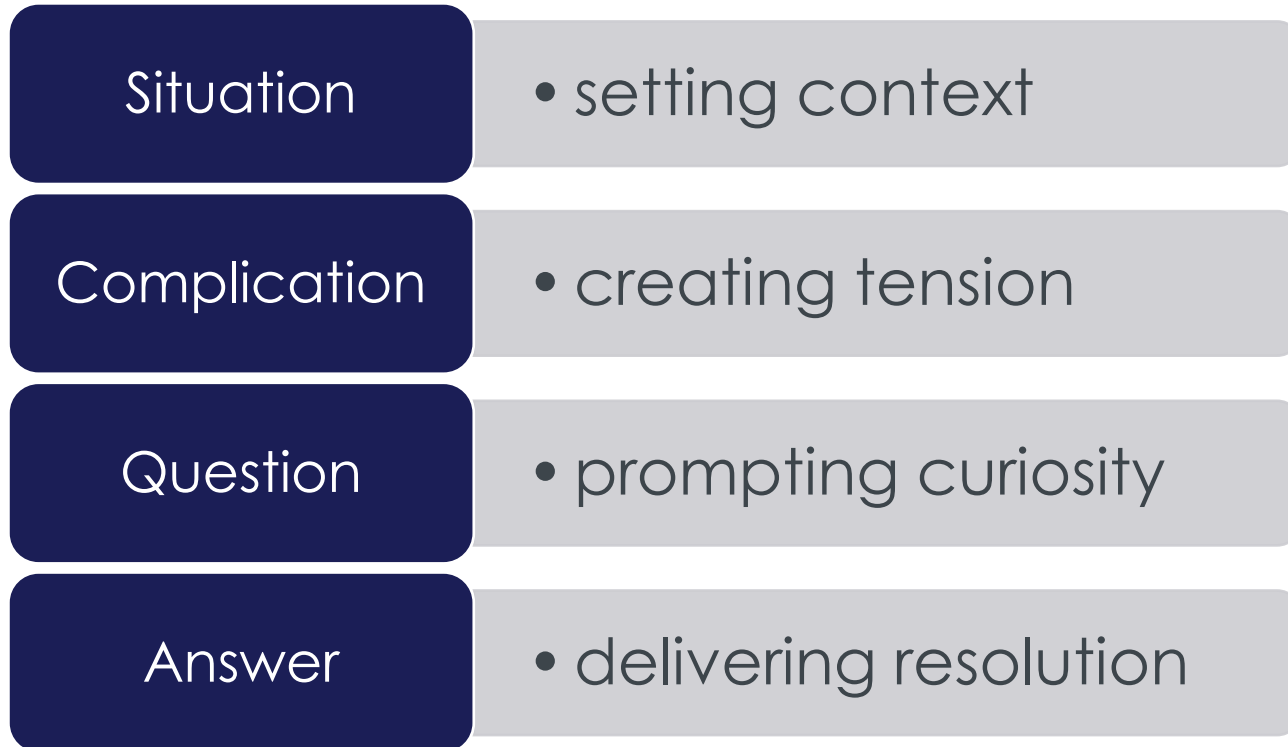 Situation
• setting context
Complication
• creating tension
Question
• prompting curiosity
Answer
• delivering resolution